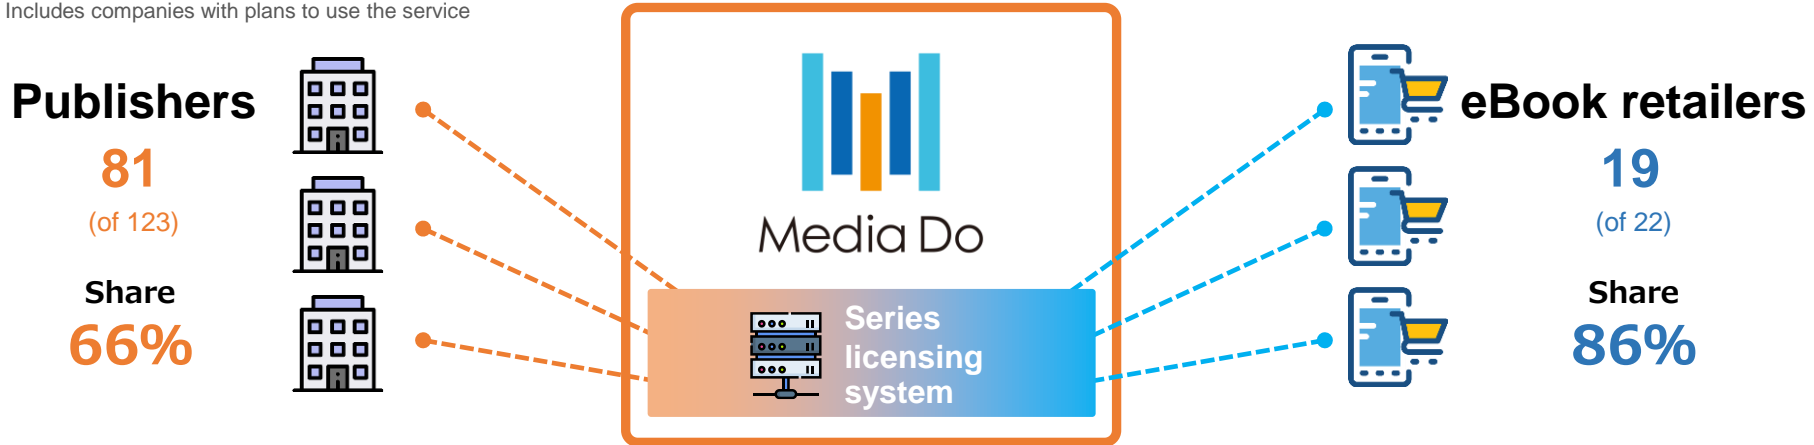 Includes companies with plans to use the service
Publishers
81
(of 123)
Share
66%
Media Do
Series
licensing
system
eBook retailers
19
(of 22)
Share
86%